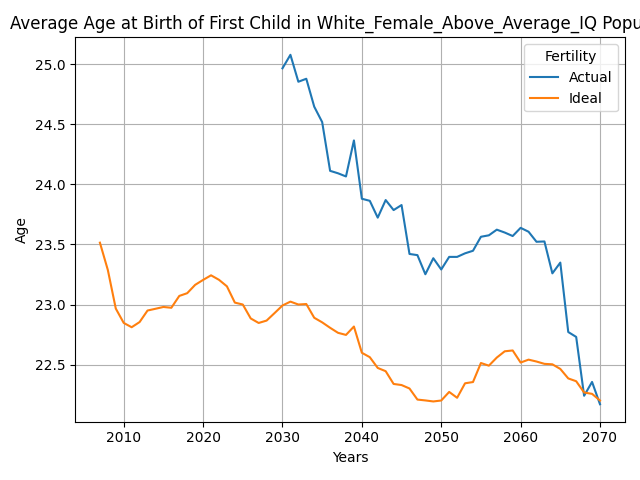 Average Age at Birth of First Child in White_Female_Above_Average_IQ Popu
Fertility
Actual
Ideal
25.0
24.5
24.0
23.5
23.0
22.5
Age
2010 2020 2030 2040 2050 2060 2070
Years